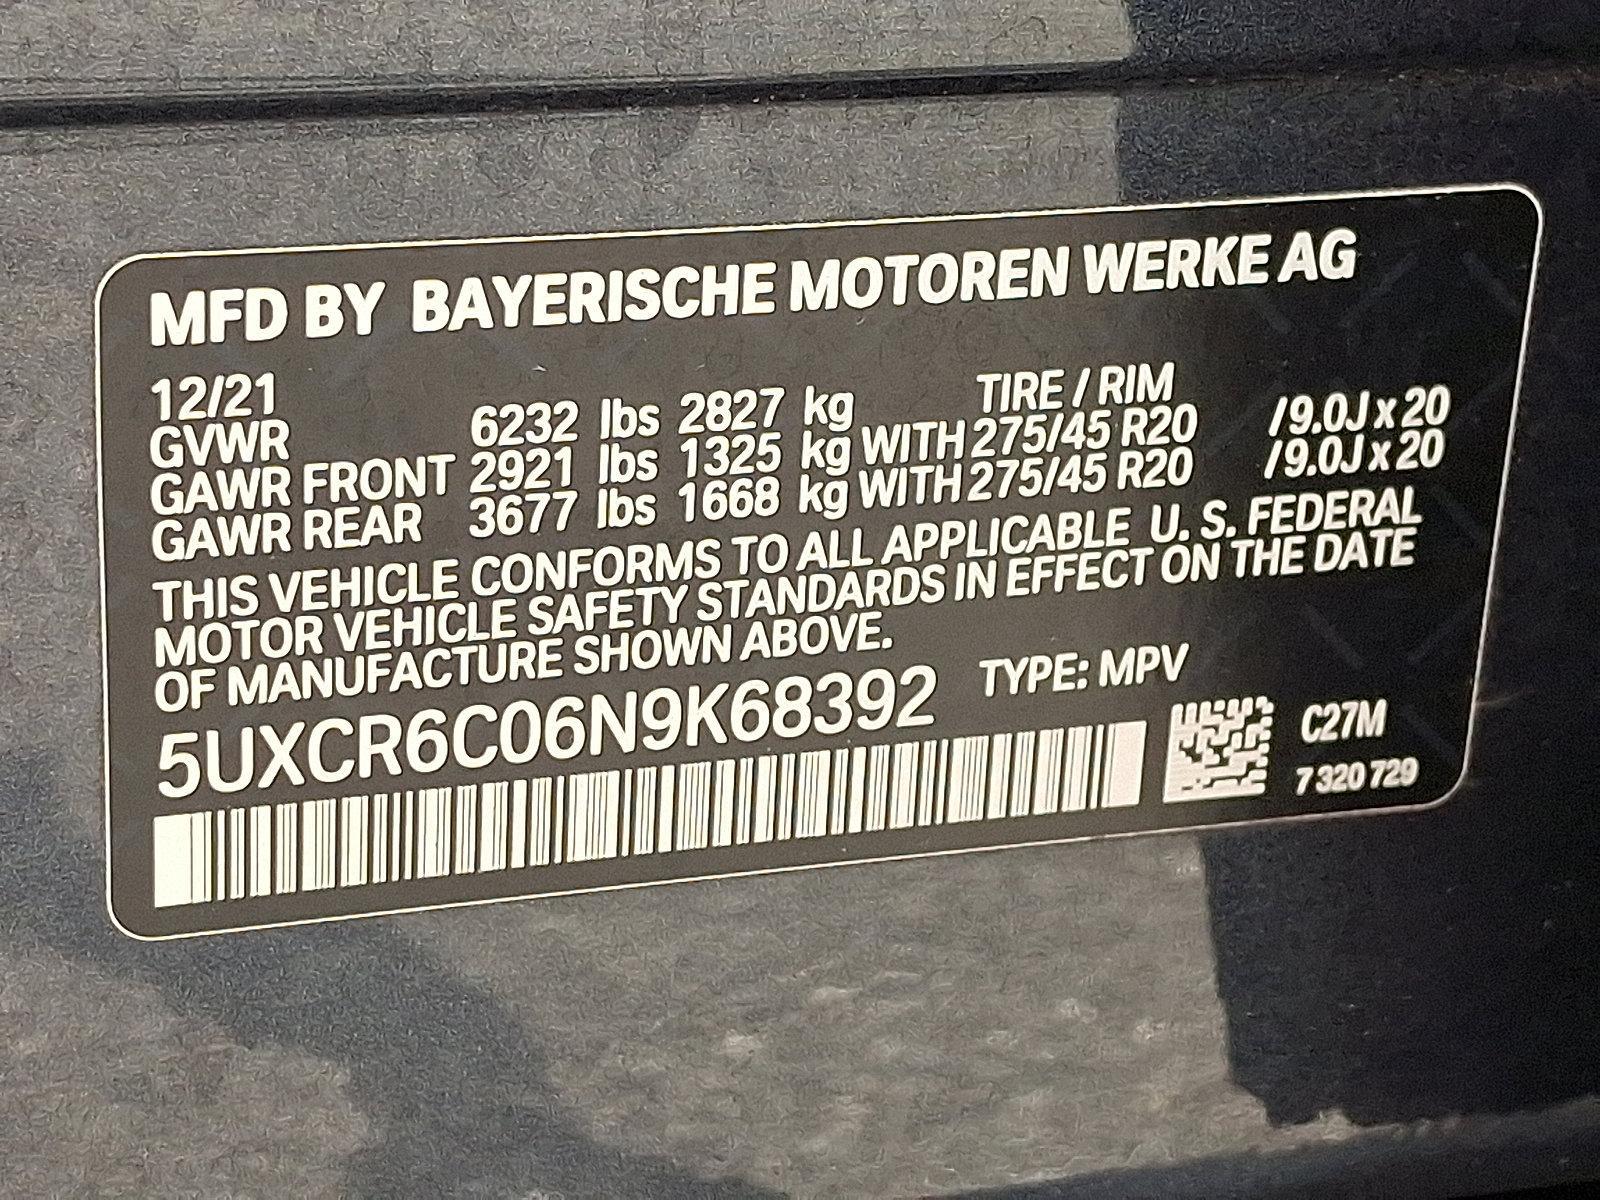 MFD BY BAYERISCHE MOTOREN WERKE AG
12/21 TIRE / RIM
GVWR 6232 lbs 2827 kg
GAWR FRONT 2921 lbs 1325 kg WITH 275/45 R20 /9.0J x 20
GAWR REAR 3677 lbs 1668 kg WITH 275/45 R20 /9.0J x 20
THIS VEHICLE CONFORMS TO ALL APPLICABLE U. S. FEDERAL
MOTOR VEHICLE SAFETY STANDARDS IN EFFECT ON THE DATE
OF MANUFACTURE SHOWN ABOVE.
5UXCR6C06N9K68392 TYPE: MPV
C27M
7 320 729